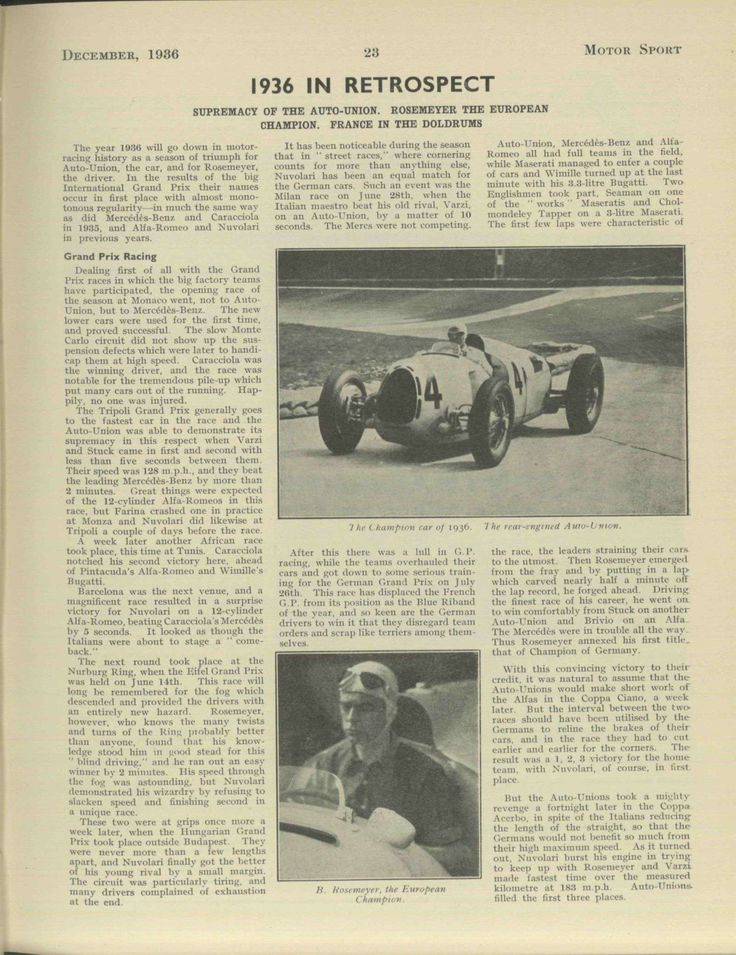 DECEMBER, 1936
23
MOTOR SPORT
1936 IN RETROSPECT
SUPREMACY OF THE AUTO-UNION. ROSEMEYER THE EUROPEAN
CHAMPION. FRANCE IN THE DOLDRUMS
The year 1936 will go down in motor-
racing history as a season of triumph for
Auto-Union, the car, and for Rosemeyer,
the driver. In the results of the big
International Grand Prix their names
occur in first place with almost mono-
tonous regularity—in much the same way
as did Mercédès-Benz and Caracciola
in 1935, and Alfa-Romeo and Nuvolari
in previous years.
Grand Prix Racing
Dealing first of all with the Grand
Prix races in which the big factory teams
have participated, the opening race of
the season at Monaco went, not to Auto-
Union, but to Mercédès-Benz. The new
lower cars were used for the first time,
and proved successful. The slow Monte
Carlo circuit did not show up the sus-
pension defects which were later to handi-
cap them at high speed. Caracciola was
the winning driver, and the race was
notable for the tremendous pile-up which
put many cars out of the running. Hap-
pily, no one was injured.
The Tripoli Grand Prix generally goes
to the fastest car in the race and the
Auto-Union was able to demonstrate its
supremacy in this respect when Varzi
and Stuck came in first and second with
less than five seconds between them.
Their speed was 128 m.p.h., and they beat
the leading Mercédès-Benz by more than
2 minutes. Great things were expected
of the 12-cylinder Alfa-Romeos in this
race, but Farina crashed one in practice
at Monza and Nuvolari did likewise at
Tripoli a couple of days before the race.
A week later another African race
took place, this time at Tunis. Caracciola
notched his second victory here, ahead
of Pintacuda's Alfa-Romeo and Wimille's
Bugatti.
Barcelona was the next venue, and a
magnificent race resulted in a surprise
victory for Nuvolari on a 12-cylinder
Alfa-Romeo, beating Caracciola's Mercédès
by 5 seconds. It looked as though the
Italians were about to stage a " come-
back."
The next round took place at the
Nurburg Ring, when the Eifel Grand Prix
was held on June 14th. This race will
long be remembered for the fog which
descended and provided the drivers with
an entirely new hazard. Rosemeyer,
however, who knows the many twists
and turns of the Ring probably better
than anyone, found that his know-
ledge stood him in good stead for this
" blind driving," and he ran out an easy
winner by 2 minutes. His speed through
the fog was astounding, but Nuvolari
demonstrated his wizardry by refusing to
slacken speed and finishing second in
a unique race.
These two were at grips once more a
week later, when the Hungarian Grand
Prix took place outside Budapest. They
were never more than a few lengths
apart, and Nuvolari finally got the better
of his young rival by a small margin.
The circuit was particularly tiring, and
many drivers complained of exhaustion
at the end.
It has been noticeable during the season
that in " street races," where cornering
counts for more than anything else,
Nuvolari has been an equal match for
the German cars. Such an event was the
Milan race on June 28th, when the
Italian maestro beat his old rival, Varzi,
on an Auto-Union, by a matter of 10
seconds. The Mercs were not competing.
Auto-Union, Mercédès-Benz and Alfa-
Romeo all had full teams in the field,
while Maserati managed to enter a couple
of cars and Wimille turned up at the last
minute with his 3.3-litre Bugatti. Two
Englishmen took part, Seaman on one
of the " works " Maseratis and Chol-
mondeley Tapper on a 3-litre Maserati.
The first few laps were characteristic of
14
4
The Champion car of 1936. The rear-engined Auto-Union.
After this there was a lull in G.P.
racing, while the teams overhauled their
cars and got down to some serious train-
ing for the German Grand Prix on July
26th. This race has displaced the French
G.P. from its position as the Blue Riband
of the year, and so keen are the German
drivers to win it that they disregard team
orders and scrap like terriers among them-
selves.
B. Rosemeyer, the European
Champion.
the race, the leaders straining their cars
to the utmost. Then Rosemeyer emerged
from the fray and by putting in a lap
which carved nearly half a minute off
the lap record, he forged ahead. Driving
the finest race of his career, he went on
to win comfortably from Stuck on another
Auto-Union and Brivio on an Alfa.
The Mercédès were in trouble all the way.
Thus Rosemeyer annexed his first title,
that of Champion of Germany.
With this convincing victory to their
credit, it was natural to assume that the
Auto-Unions would make short work of
the Alfas in the Coppa Ciano, a week
later. But the interval between the two
races should have been utilised by the
Germans to reline the brakes of their
cars, and in the race they had to cut
earlier and earlier for the corners. The
result was a 1, 2, 3 victory for the home
team, with Nuvolari, of course, in first
place.
But the Auto-Unions took a mighty
revenge a fortnight later in the Coppa
Acerbo, in spite of the Italians reducing
the length of the straight, so that the
Germans would not benefit so much from
their high maximum speed. As it turned
out, Nuvolari burst his engine in trying
to keep up with Rosemeyer and Varzi
made fastest time over the measured
kilometre at 183 m.p.h. Auto-Unions
filled the first three places.